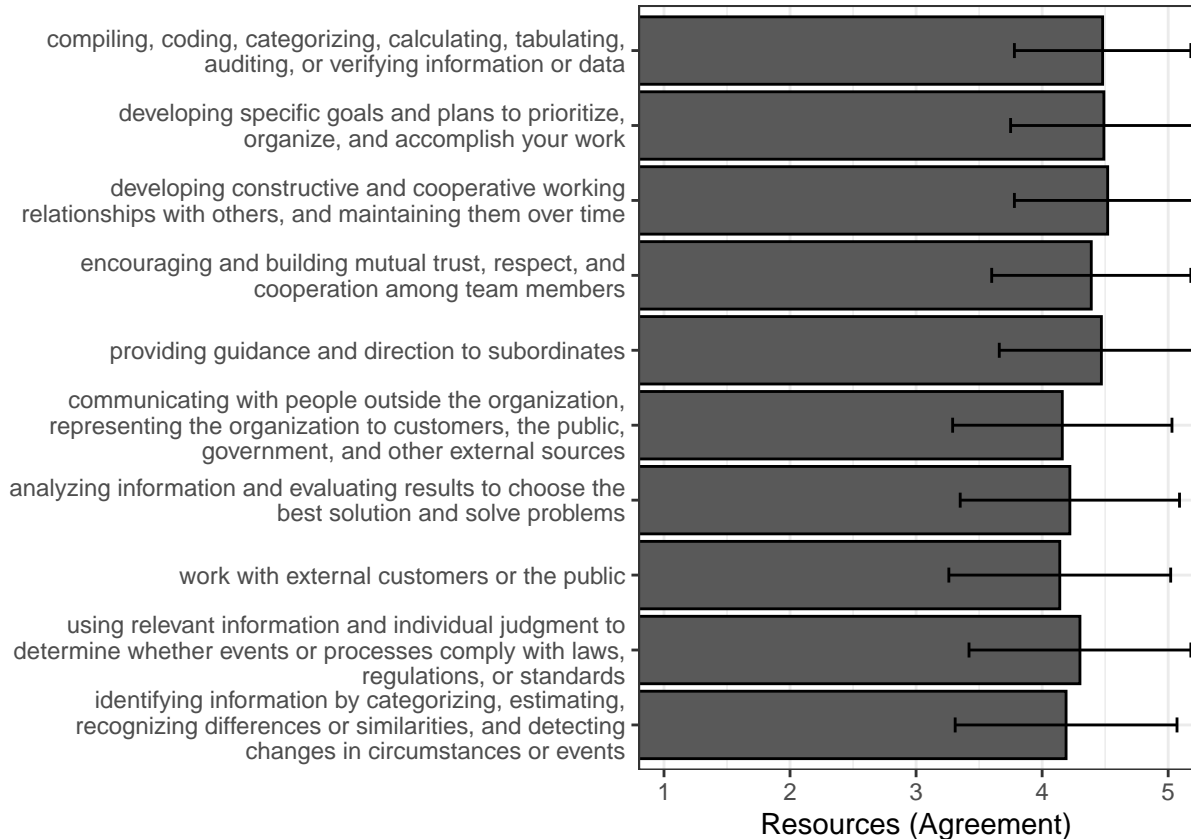 compiling, coding, categorizing, calculating, tabulating,
auditing, or verifying information or data
developing specific goals and plans to prioritize,
organize, and accomplish your work
developing constructive and cooperative working
relationships with others, and maintaining them over time
encouraging and building mutual trust, respect, and
cooperation among team members
providing guidance and direction to subordinates
communicating with people outside the organization,
representing the organization to customers, the public,
government, and other external sources
analyzing information and evaluating results to choose the
best solution and solve problems
work with external customers or the public
using relevant information and individual judgment to
determine whether events or processes comply with laws,
regulations, or standards
identifying information by categorizing, estimating,
recognizing differences or similarities, and detecting
changes in circumstances or events
1 2 3 4 5
Resources (Agreement)